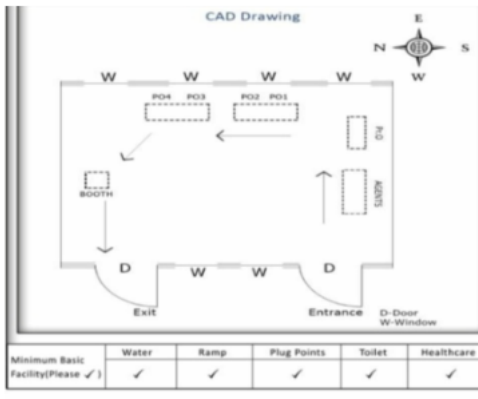 CAD Drawing
E
N S
W
W W W W
PO4 PO3 PO2 PO1
PrO
AGENTS
BOOTH
D W W D
Exit Entrance
D-Door
W-Window
Minimum Basic Facility(Please ✓) Water Ramp Plug Points Toilet Healthcare
✓ ✓ ✓ ✓ ✓